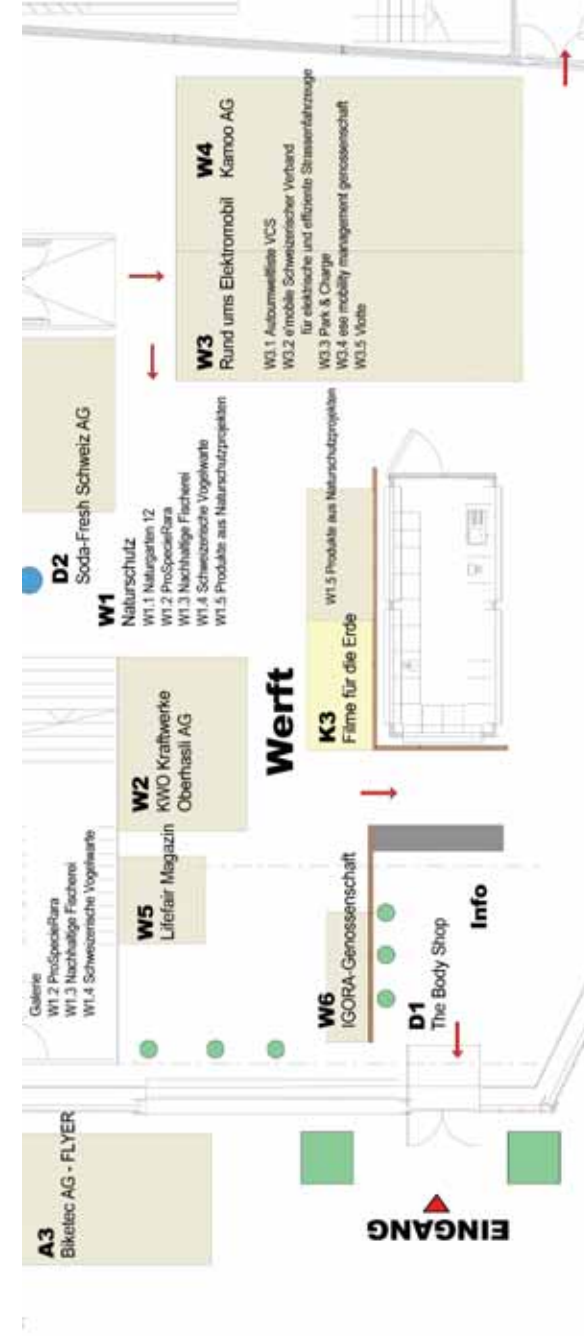 A3
Biketec AG - FLYER
Galerie
W1.2 ProSpecieRara
W1.3 Nachhaltige Fischerei
W1.4 Schweizerische Vogelwarte
W5
Lifefair Magazin
W2
KWO Kraftwerke
Oberhasli AG
D2
Soda-Fresh Schweiz AG
W1
Naturschutz
W1.1 Naturgarten 12
W1.2 ProSpecieRara
W1.3 Nachhaltige Fischerei
W1.4 Schweizerische Vogelwarte
W1.5 Produkte aus Naturschutzprojekten
W3
Rund ums Elektromobil
W3.1 Autoumweltliste VCS
W3.2 e'mobile Schweizerischer Verband
für elektrische und effiziente Strassenfahrzeuge
W3.3 Park & Charge
W3.4 ese mobility management genossenschaft
W3.5 Vlotte
W4
Kamoo AG
Werft
K3
Filme für die Erde
W1.5 Produkte aus Naturschutzprojekten
W6
IGORA-Genossenschaft
D1
The Body Shop
Info
EINGANG